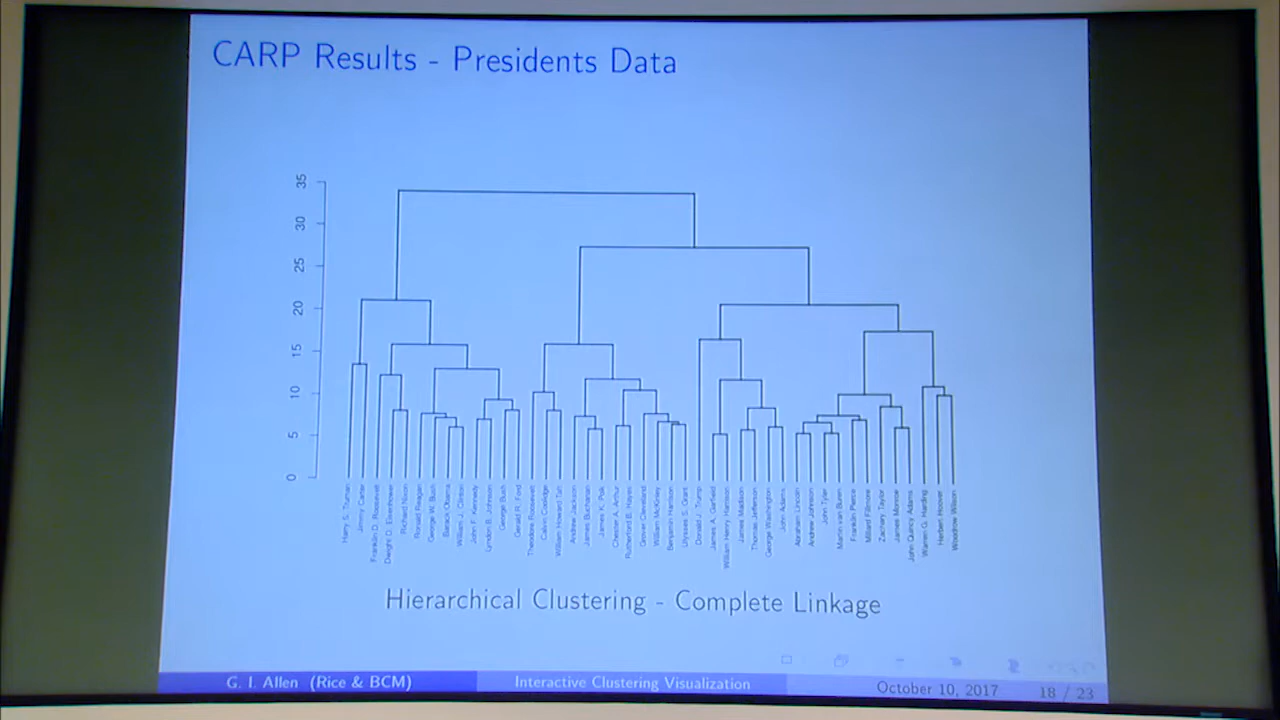 CARP Results - Presidents Data
35
30
25
20
15
10
5
0
Harry S. Truman
Jimmy Carter
Franklin D. Roosevelt
Dwight D. Eisenhower
Richard Nixon
Ronald Reagan
George W. Bush
Barack Obama
William J. Clinton
John F. Kennedy
Lyndon B. Johnson
George Bush
Gerald R. Ford
Theodore Roosevelt
Calvin Coolidge
William Howard Taft
Andrew Jackson
James Buchanan
James K. Polk
Chester A. Arthur
Rutherford B. Hayes
Grover Cleveland
William McKinley
Benjamin Harrison
Ulysses S. Grant
Donald J. Trump
James A. Garfield
William Henry Harrison
James Madison
Thomas Jefferson
George Washington
John Adams
Abraham Lincoln
Andrew Johnson
John Tyler
Martin van Buren
Franklin Pierce
Millard Fillmore
Zachary Taylor
James Monroe
John Quincy Adams
Warren G. Harding
Herbert Hoover
Woodrow Wilson
Hierarchical Clustering - Complete Linkage
G. I. Allen (Rice & BCM)
Interactive Clustering Visualization
October 10, 2017
18 / 23